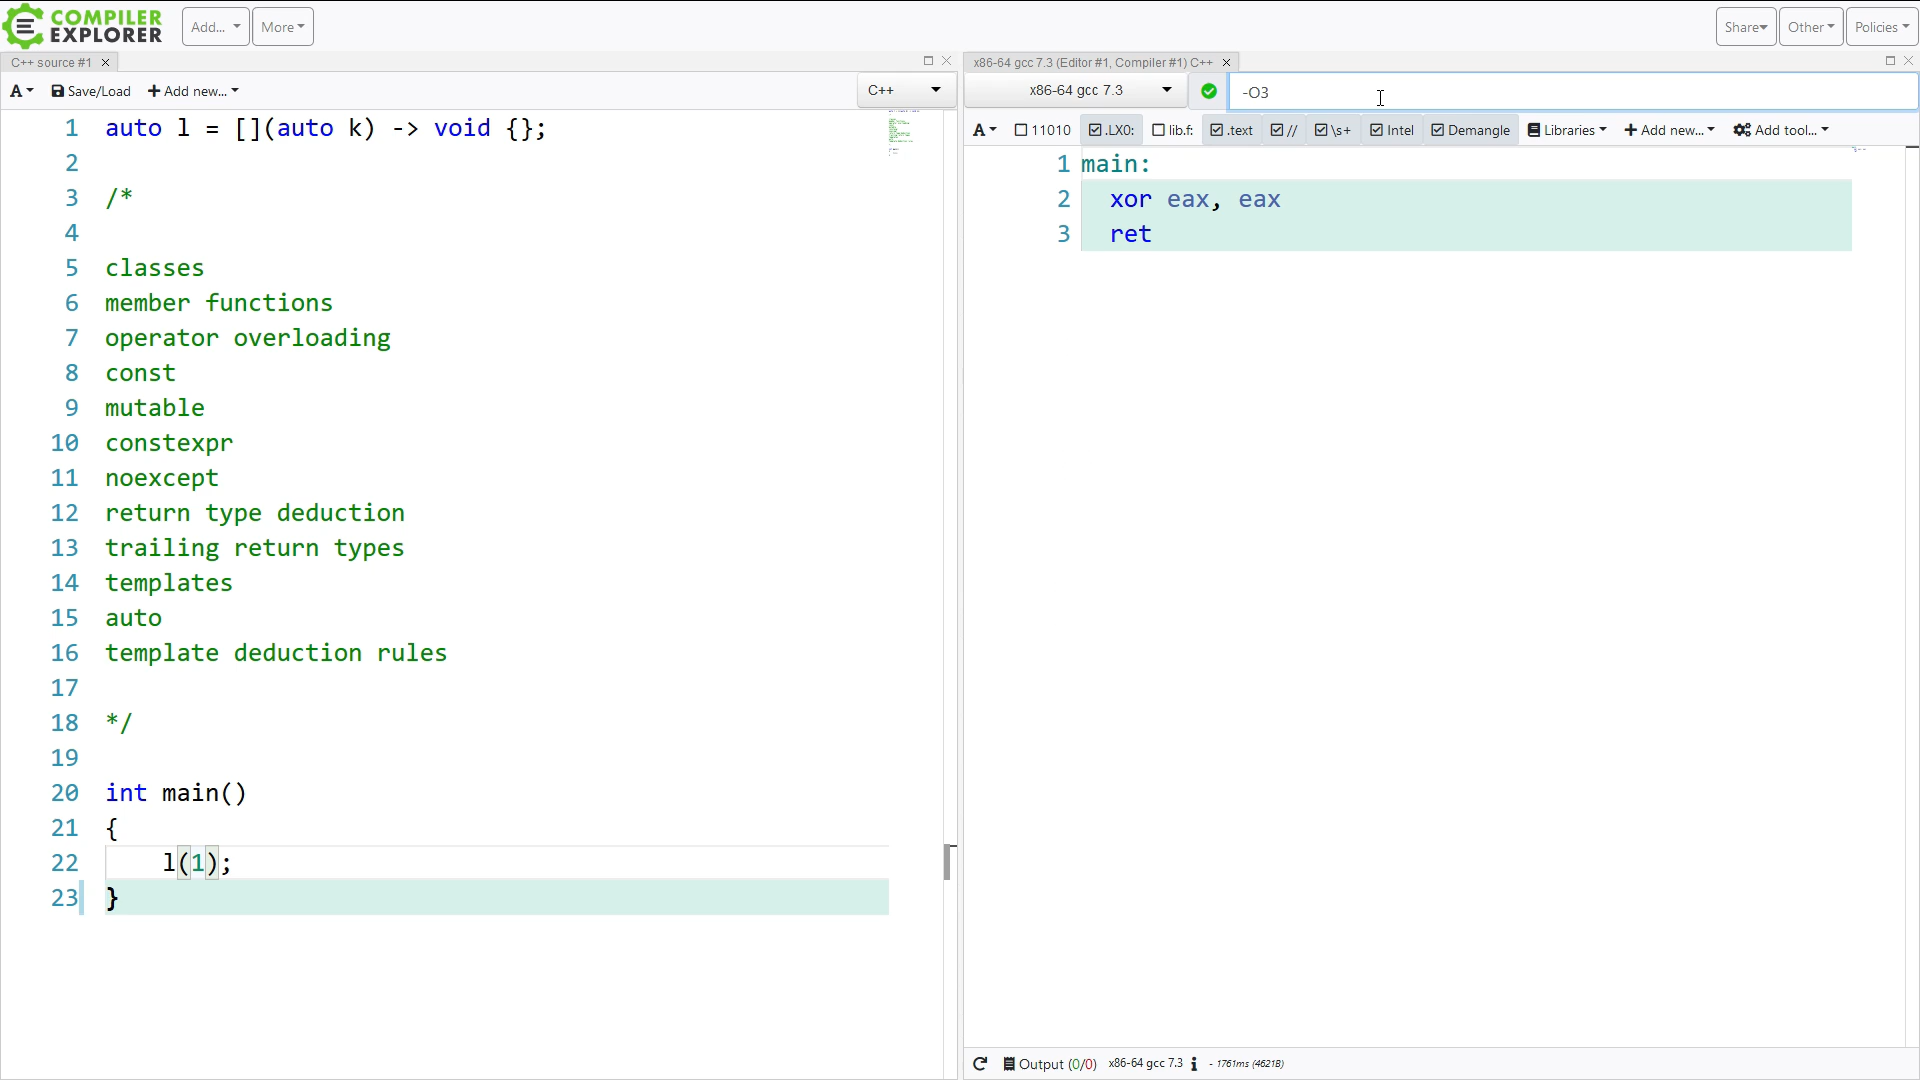 COMPILER
EXPLORER
Add...
More
Share
Other
Policies
C++ source #1
A
Save/Load
Add new...
C++
1 auto l = [](auto k) -> void {};
2
3 /*
4
5 classes
6 member functions
7 operator overloading
8 const
9 mutable
10 constexpr
11 noexcept
12 return type deduction
13 trailing return types
14 templates
15 auto
16 template deduction rules
17
18 */
19
20 int main()
21 {
22 l(1);
23 }
x86-64 gcc 7.3 (Editor #1, Compiler #1) C++
x86-64 gcc 7.3
-O3
A
11010
.LX0:
lib.f:
.text
//
\s+
Intel
Demangle
Libraries
Add new...
Add tool...
1 main:
2 xor eax, eax
3 ret
Output (0/0) x86-64 gcc 7.3 i - 1761ms (4621B)